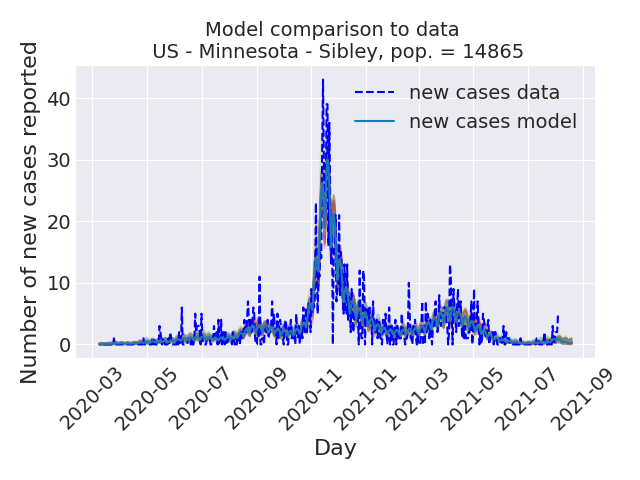 Model comparison to data
US - Minnesota - Sibley, pop. = 14865
Number of new cases reported
40
30
20
10
0
new cases data
new cases model
2020-03
2020-05
2020-07
2020-09
2020-11
2021-01
2021-03
2021-05
2021-07
2021-09
Day